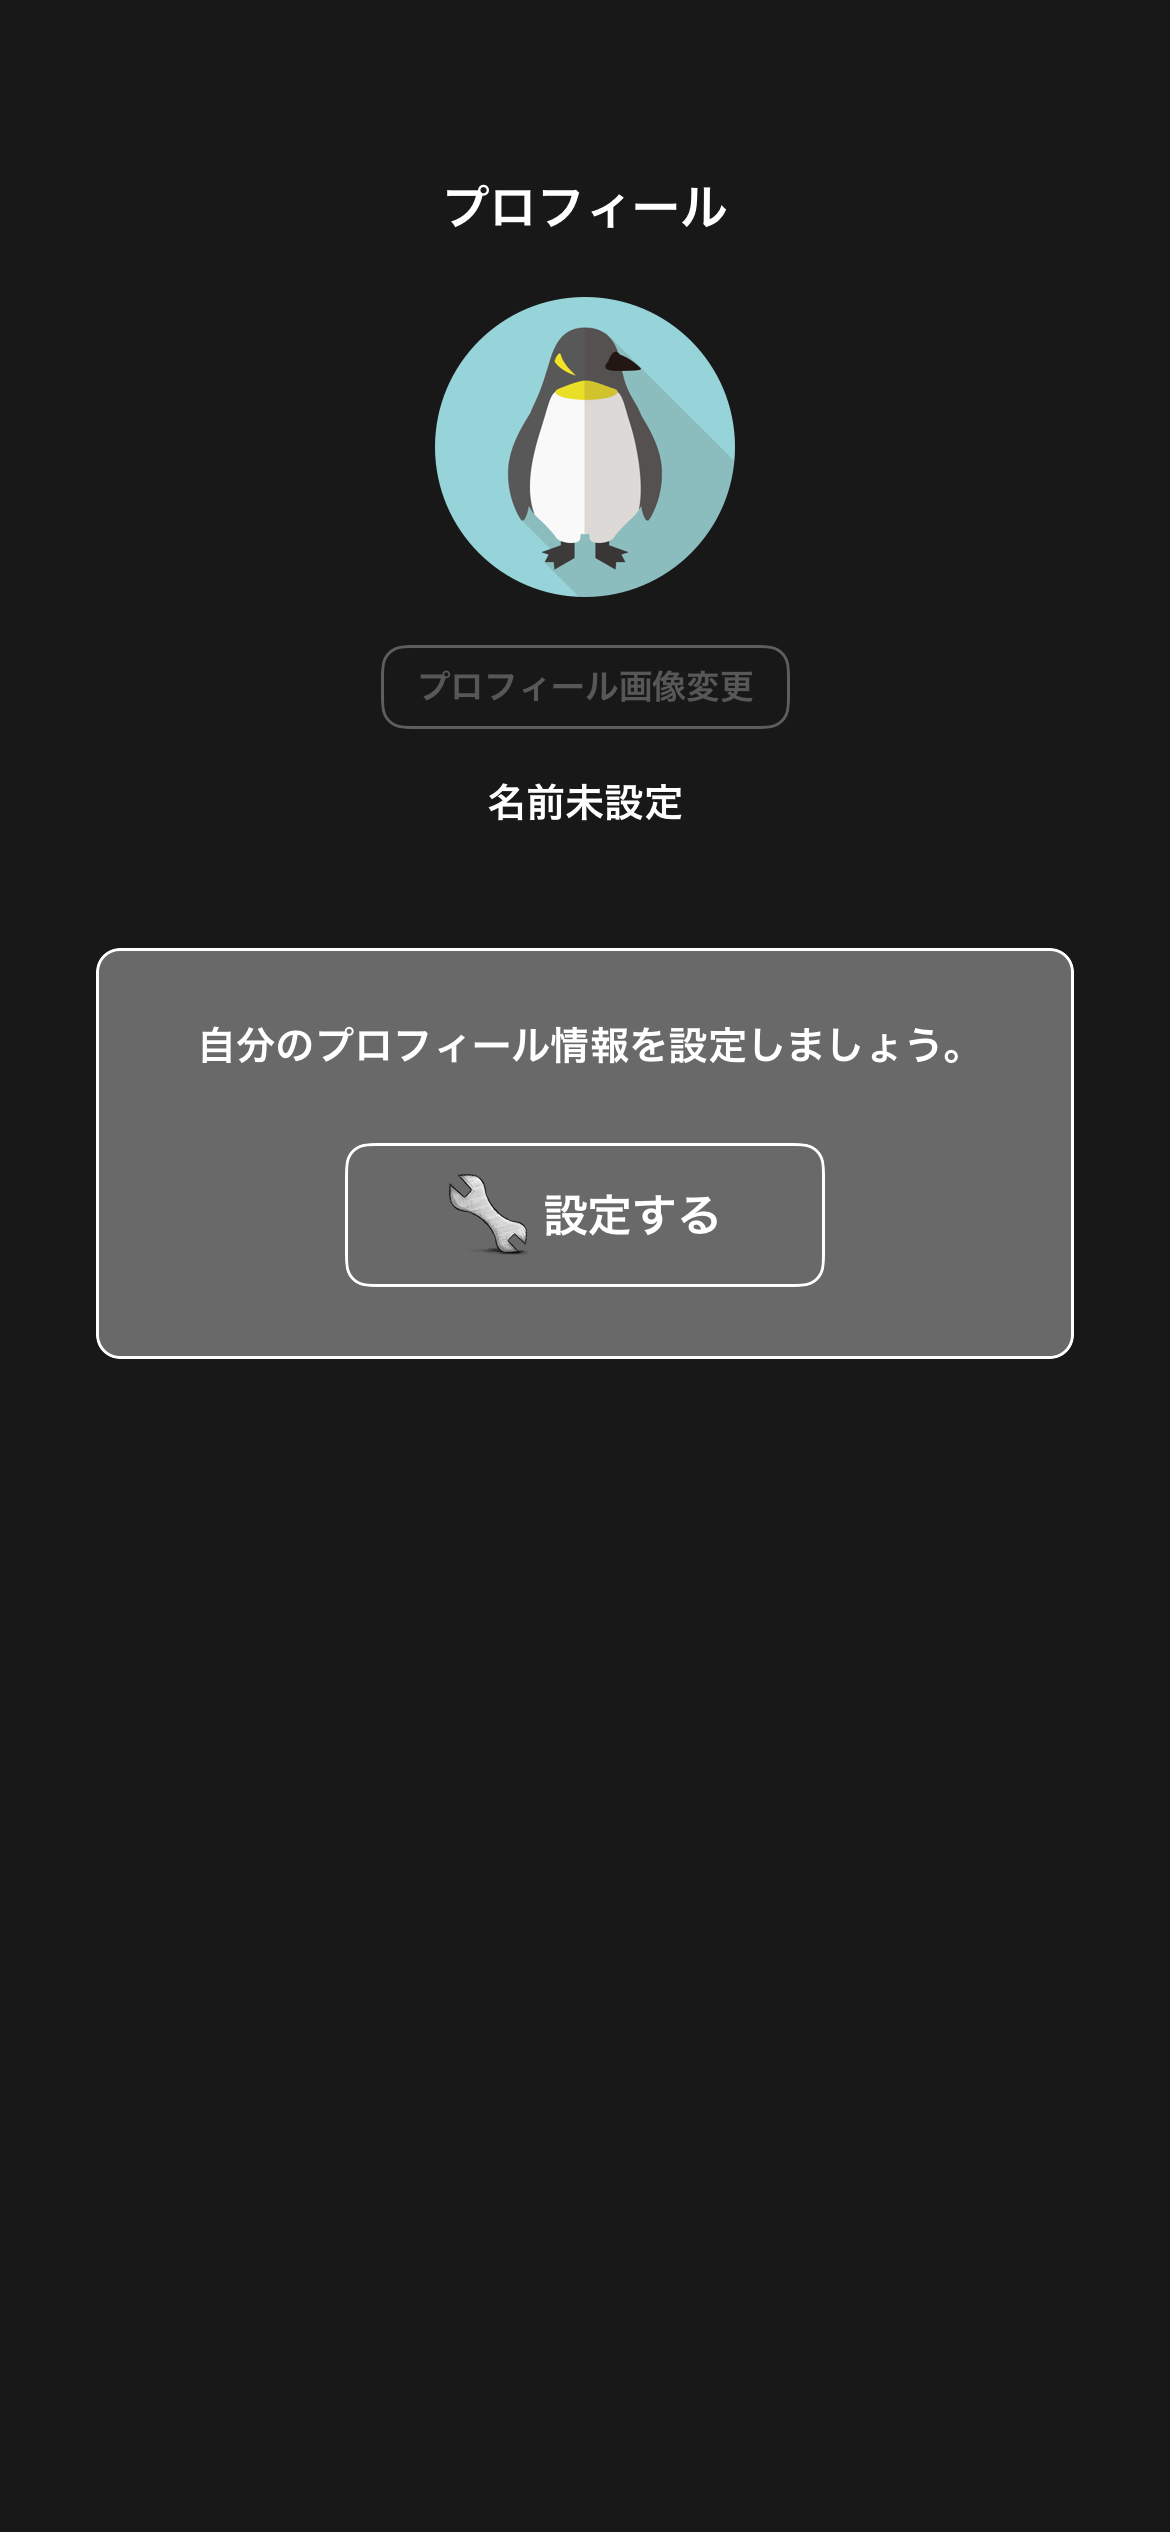 プロフィール
プロフィール画像変更
名前未設定
自分のプロフィール情報を設定しましょう。
設定する